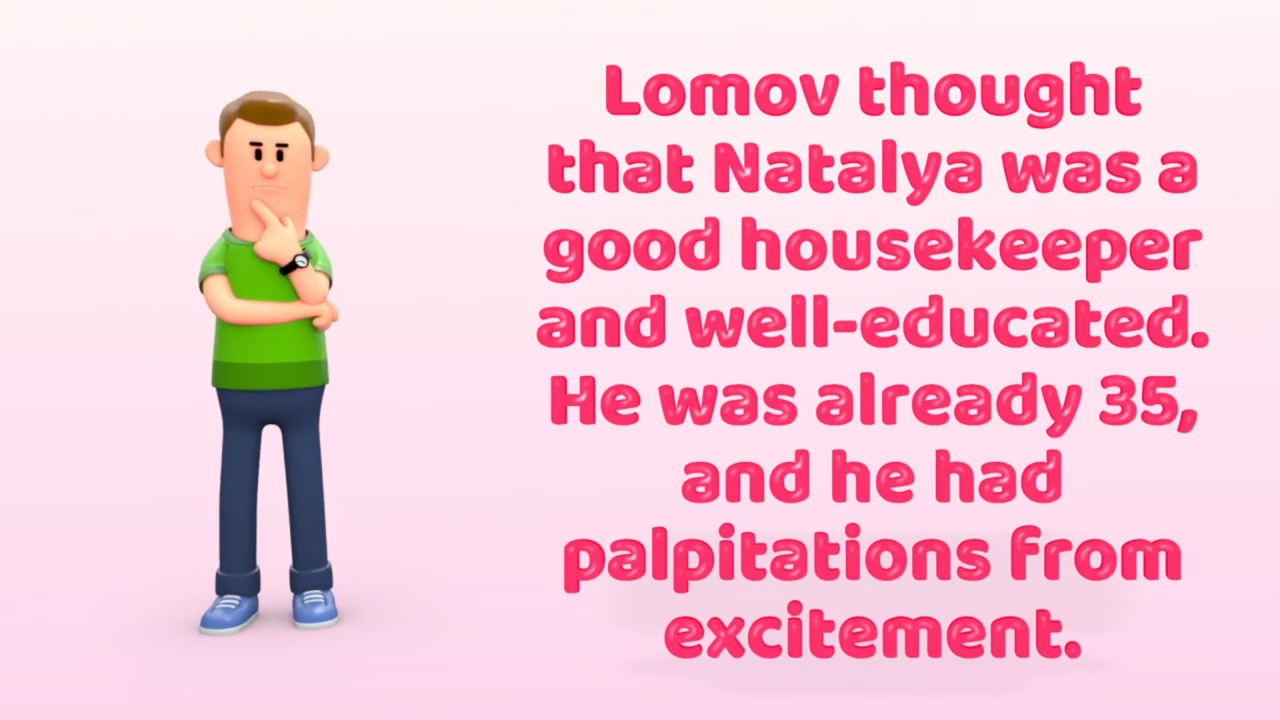 Lomov thought
that Natalya was a
good housekeeper
and well-educated.
He was already 35,
and he had
palpitations from
excitement.